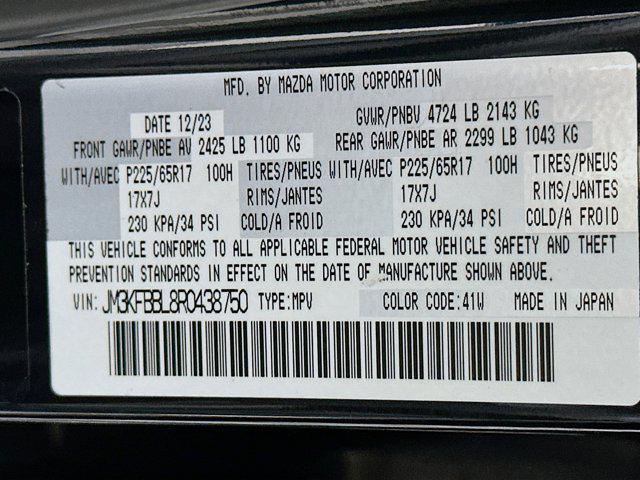 MFD. BY MAZDA MOTOR CORPORATION
DATE 12/23 GVWR/PNBV 4724 LB 2143 KG
FRONT GAWR/PNBE AV 2425 LB 1100 KG REAR GAWR/PNBE AR 2299 LB 1043 KG
WITH/AVEC P225/65R17 100H TIRES/PNEUS WITH/AVEC P225/65R17 100H TIRES/PNEUS
17X7J RIMS/JANTES 17X7J RIMS/JANTES
230 KPA/34 PSI COLD/A FROID 230 KPA/34 PSI COLD/A FROID
THIS VEHICLE CONFORMS TO ALL APPLICABLE FEDERAL MOTOR VEHICLE SAFETY AND THEFT
PREVENTION STANDARDS IN EFFECT ON THE DATE OF MANUFACTURE SHOWN ABOVE.
VIN: JM3KFBBL8R0438750 TYPE:MPV COLOR CODE:41W MADE IN JAPAN